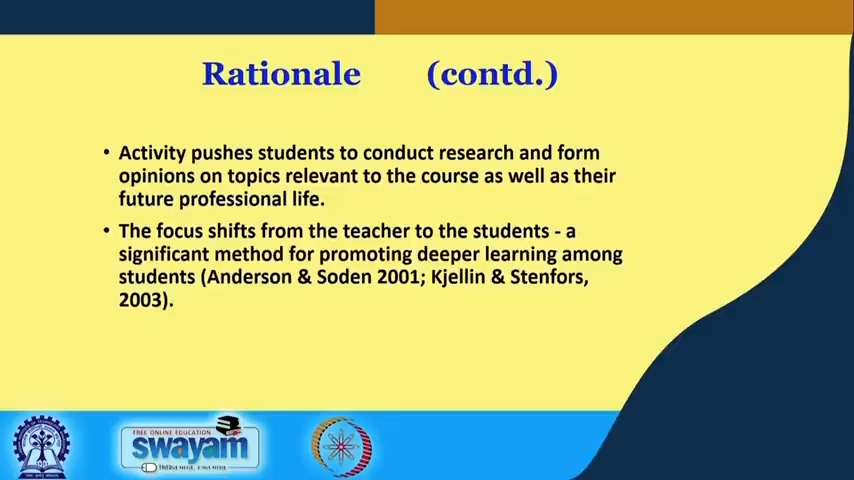 Rationale (contd.)
• Activity pushes students to conduct research and form
opinions on topics relevant to the course as well as their
future professional life.
• The focus shifts from the teacher to the students - a
significant method for promoting deeper learning among
students (Anderson & Soden 2001; Kjellin & Stenfors,
2003).
FREE ONLINE EDUCATION
swayam